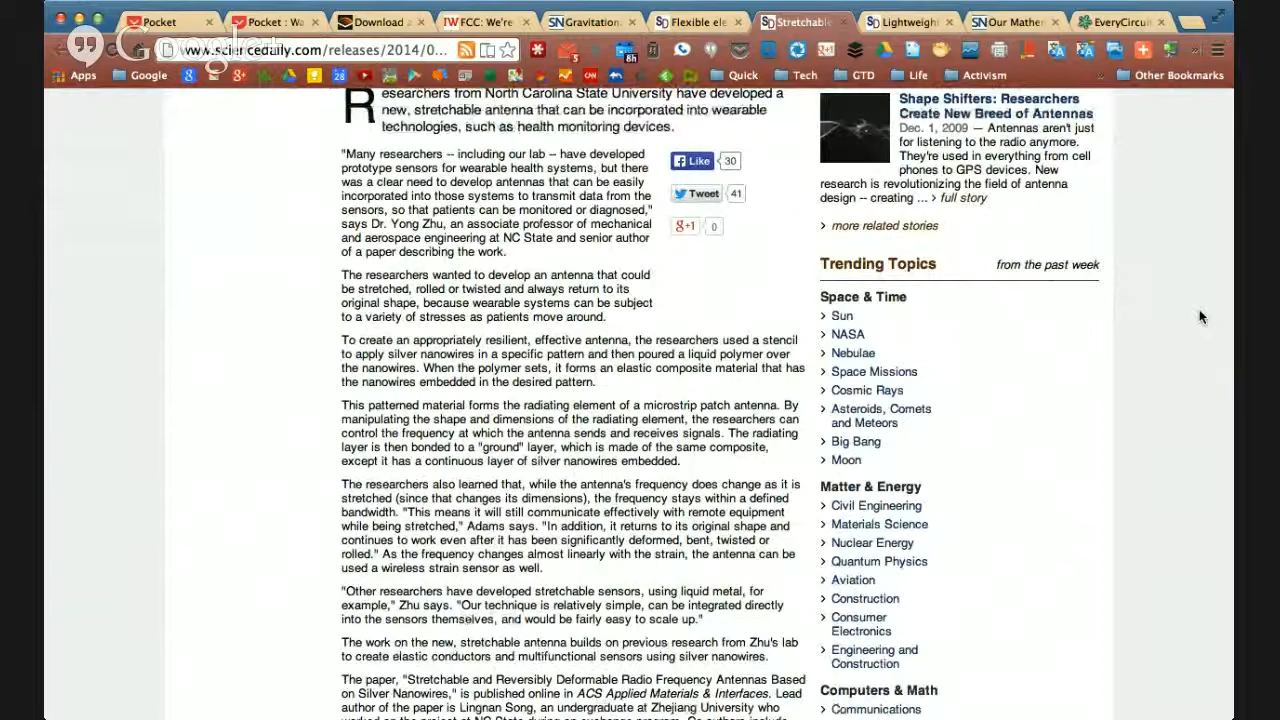 Pocket
Pocket : Wa
Download a
FCC: We're
Gravitation
Flexible ele
Stretchable
Lightweight
Our Mather
EveryCircui
Google+
www.sciencedaily.com/releases/2014/0...
5
8h
Apps
Google
28
Quick
Tech
GTD
Life
Activism
»
Other Bookmarks
Researchers from North Carolina State University have developed a
new, stretchable antenna that can be incorporated into wearable
technologies, such as health monitoring devices.
"Many researchers -- including our lab -- have developed
prototype sensors for wearable health systems, but there
was a clear need to develop antennas that can be easily
incorporated into those systems to transmit data from the
sensors, so that patients can be monitored or diagnosed,"
says Dr. Yong Zhu, an associate professor of mechanical
and aerospace engineering at NC State and senior author
of a paper describing the work.
Like 30
Tweet 41
g+1 0
The researchers wanted to develop an antenna that could
be stretched, rolled or twisted and always return to its
original shape, because wearable systems can be subject
to a variety of stresses as patients move around.
To create an appropriately resilient, effective antenna, the researchers used a stencil
to apply silver nanowires in a specific pattern and then poured a liquid polymer over
the nanowires. When the polymer sets, it forms an elastic composite material that has
the nanowires embedded in the desired pattern.
This patterned material forms the radiating element of a microstrip patch antenna. By
manipulating the shape and dimensions of the radiating element, the researchers can
control the frequency at which the antenna sends and receives signals. The radiating
layer is then bonded to a "ground" layer, which is made of the same composite,
except it has a continuous layer of silver nanowires embedded.
The researchers also learned that, while the antenna's frequency does change as it is
stretched (since that changes its dimensions), the frequency stays within a defined
bandwidth. "This means it will still communicate effectively with remote equipment
while being stretched," Adams says. "In addition, it returns to its original shape and
continues to work even after it has been significantly deformed, bent, twisted or
rolled." As the frequency changes almost linearly with the strain, the antenna can be
used a wireless strain sensor as well.
"Other researchers have developed stretchable sensors, using liquid metal, for
example," Zhu says. "Our technique is relatively simple, can be integrated directly
into the sensors themselves, and would be fairly easy to scale up."
The work on the new, stretchable antenna builds on previous research from Zhu's lab
to create elastic conductors and multifunctional sensors using silver nanowires.
The paper, "Stretchable and Reversibly Deformable Radio Frequency Antennas Based
on Silver Nanowires," is published online in ACS Applied Materials & Interfaces. Lead
author of the paper is Lingnan Song, an undergraduate at Zhejiang University who
Shape Shifters: Researchers
Create New Breed of Antennas
Dec. 1, 2009 — Antennas aren't just
for listening to the radio anymore.
They're used in everything from cell
phones to GPS devices. New
research is revolutionizing the field of antenna
design -- creating ... > full story
> more related stories
Trending Topics from the past week
Space & Time
> Sun
> NASA
> Nebulae
> Space Missions
> Cosmic Rays
> Asteroids, Comets
and Meteors
> Big Bang
> Moon
Matter & Energy
> Civil Engineering
> Materials Science
> Nuclear Energy
> Quantum Physics
> Aviation
> Construction
> Consumer
Electronics
> Engineering and
Construction
Computers & Math
> Communications